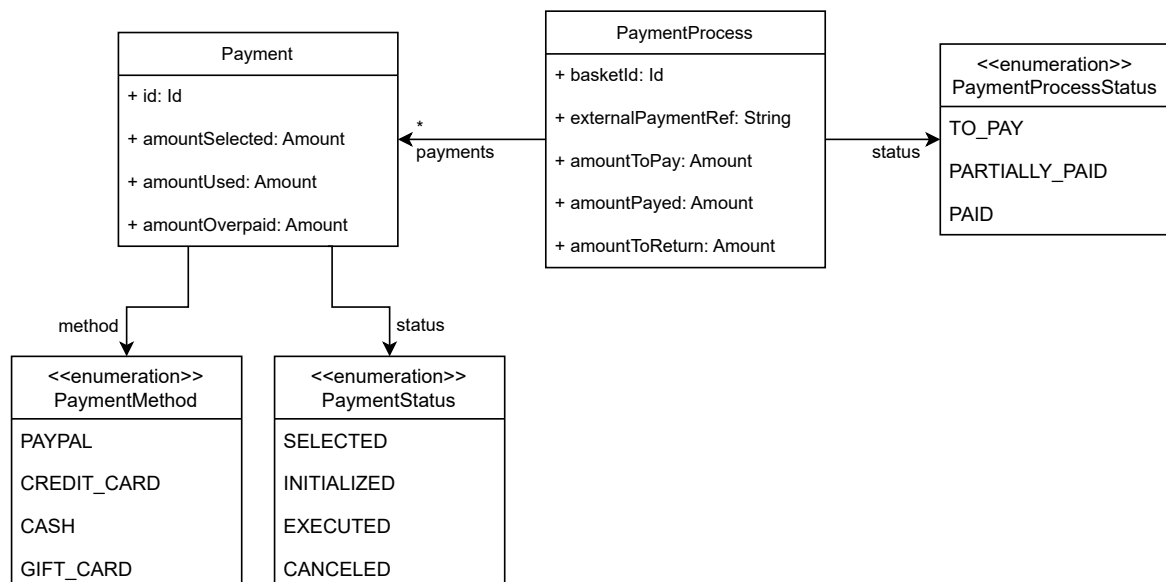 Payment
+ id: Id
+ amountSelected: Amount
+ amountUsed: Amount
+ amountOverpaid: Amount
*
payments
PaymentProcess
+ basketId: Id
+ externalPaymentRef: String
+ amountToPay: Amount
+ amountPayed: Amount
+ amountToReturn: Amount
status
<<enumeration>>
PaymentProcessStatus
TO_PAY
PARTIALLY_PAID
PAID
method
status
<<enumeration>>
PaymentMethod
PAYPAL
CREDIT_CARD
CASH
GIFT_CARD
<<enumeration>>
PaymentStatus
SELECTED
INITIALIZED
EXECUTED
CANCELED